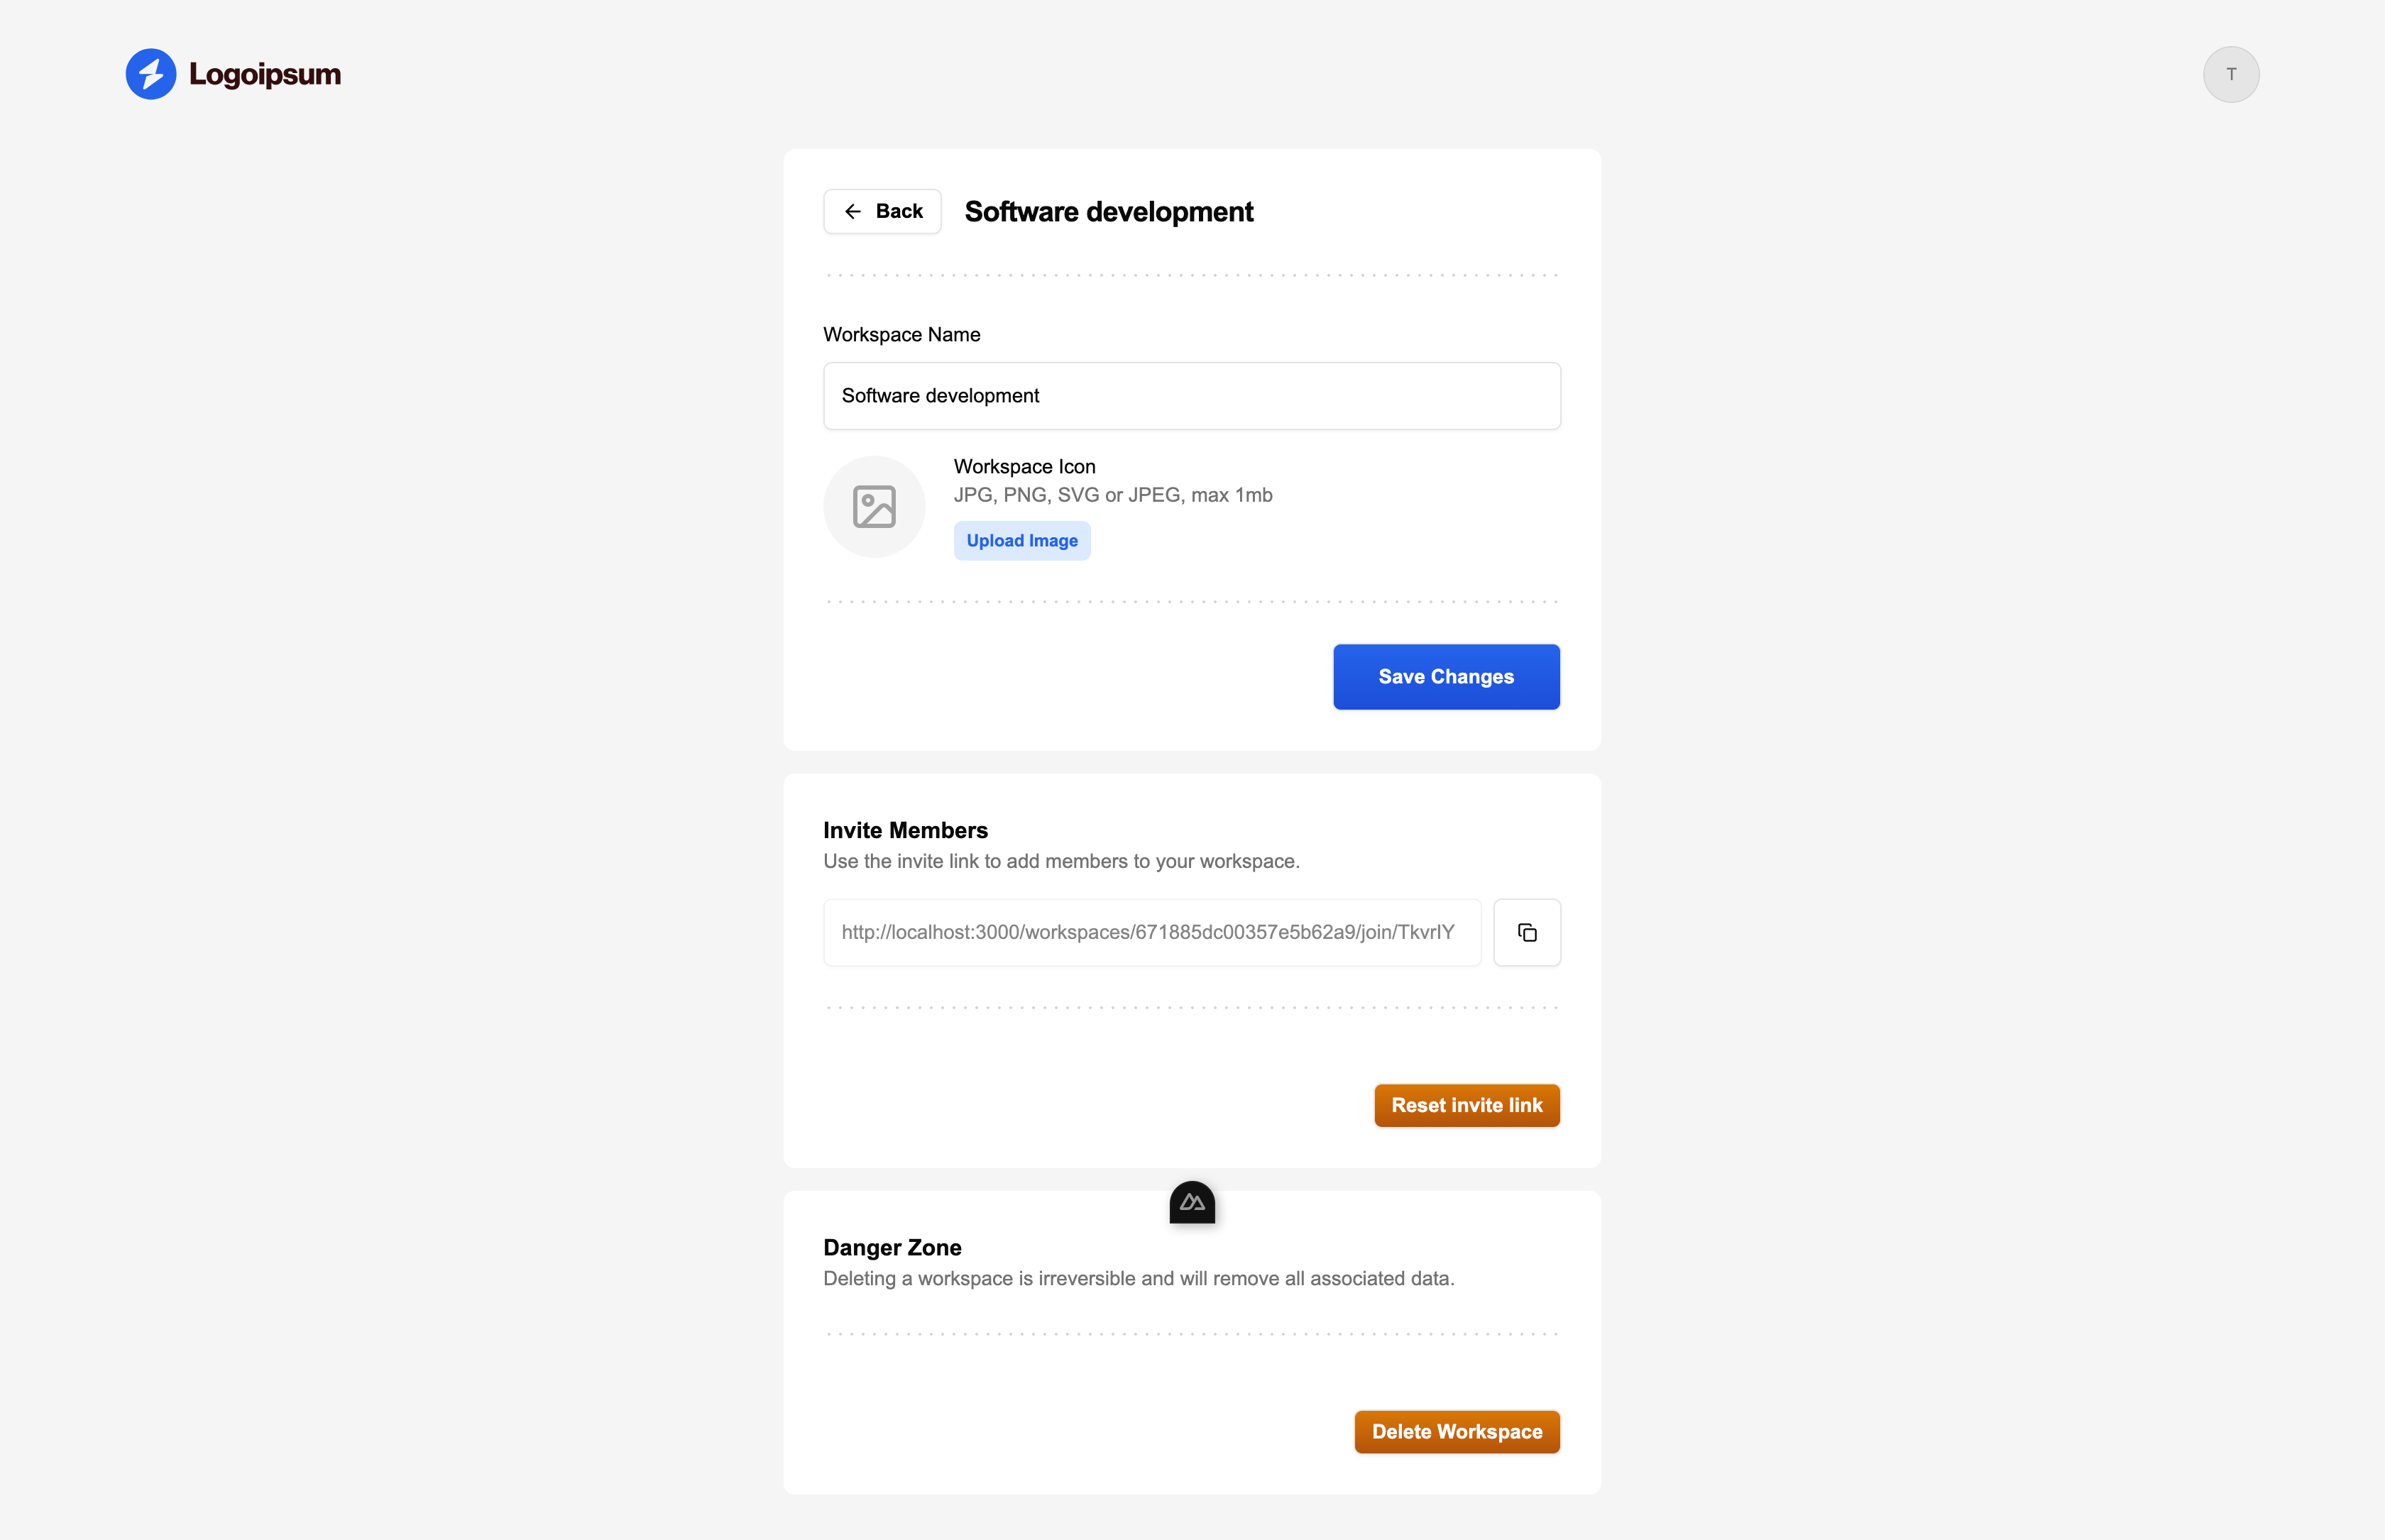 Logoipsum
T
Back
Software development
Workspace Name
Software development
Workspace Icon
JPG, PNG, SVG or JPEG, max 1mb
Upload Image
Save Changes
Invite Members
Use the invite link to add members to your workspace.
http://localhost:3000/workspaces/671885dc00357e5b62a9/join/TkvrlY
Reset invite link
Danger Zone
Deleting a workspace is irreversible and will remove all associated data.
Delete Workspace